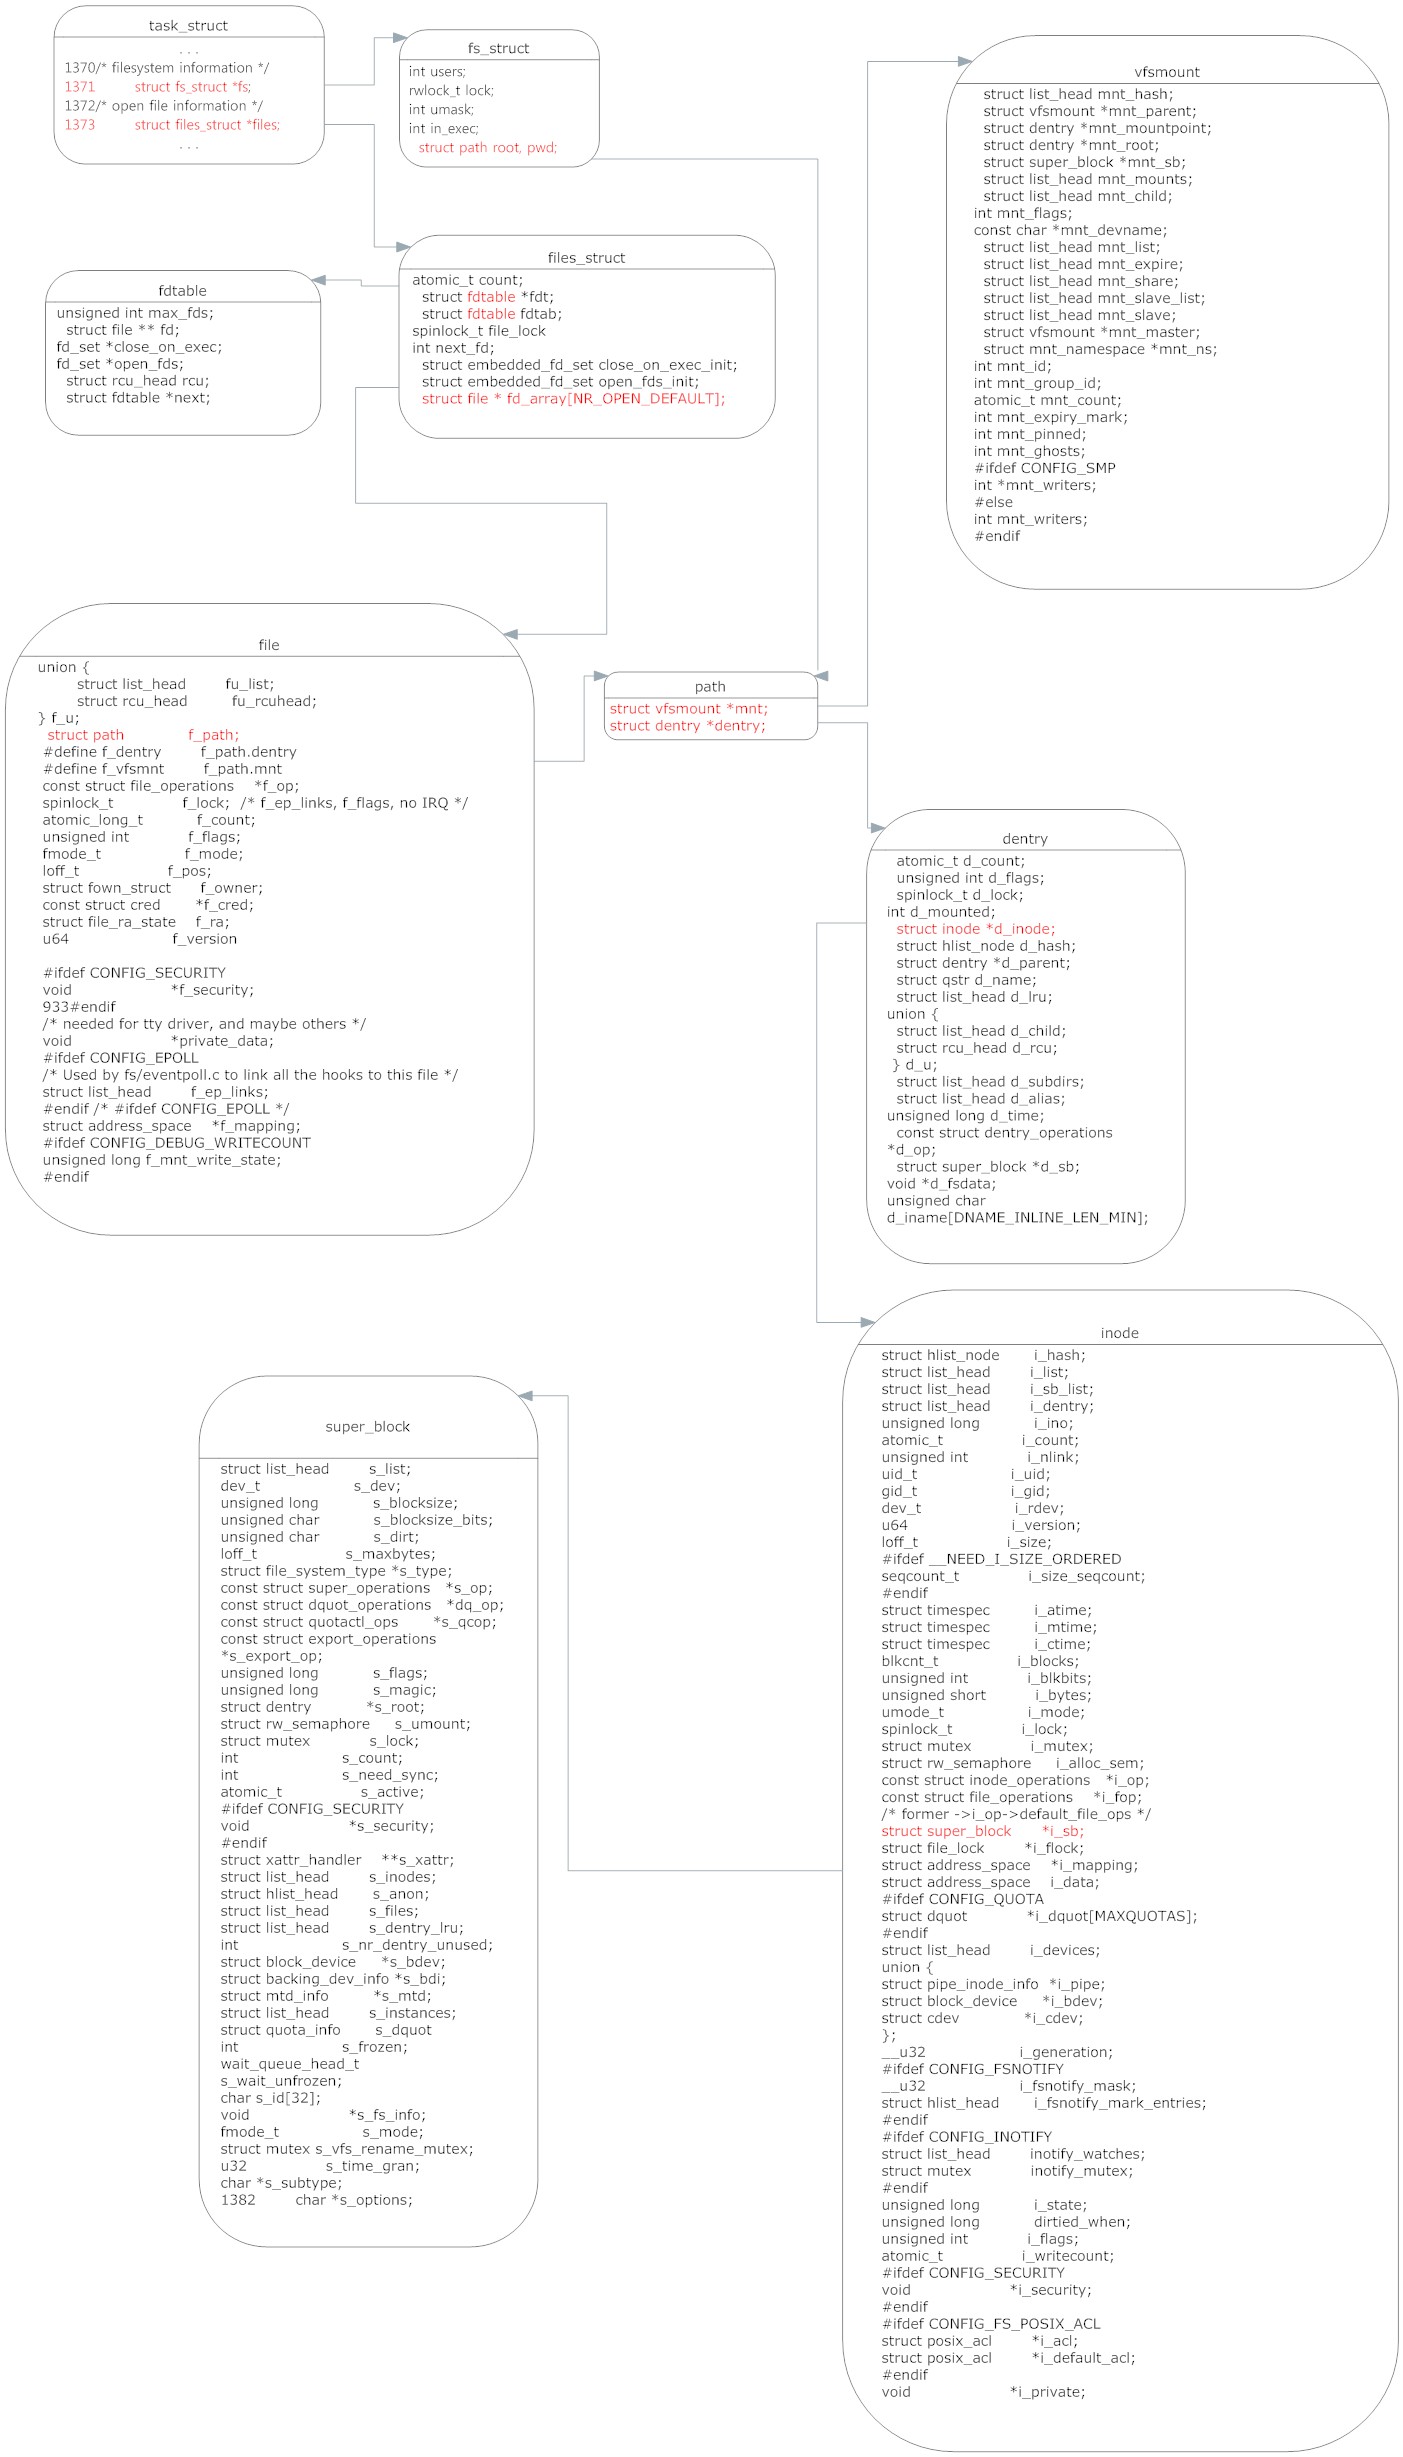 task_struct
. . .
1370/* filesystem information */
1371 struct fs_struct *fs;
1372/* open file information */
1373 struct files_struct *files;
. . .
fs_struct
int users;
rwlock_t lock;
int umask;
int in_exec;
struct path root, pwd;
vfsmount
struct list_head mnt_hash;
struct vfsmount *mnt_parent;
struct dentry *mnt_mountpoint;
struct dentry *mnt_root;
struct super_block *mnt_sb;
struct list_head mnt_mounts;
struct list_head mnt_child;
int mnt_flags;
const char *mnt_devname;
struct list_head mnt_list;
struct list_head mnt_expire;
struct list_head mnt_share;
struct list_head mnt_slave_list;
struct list_head mnt_slave;
struct vfsmount *mnt_master;
struct mnt_namespace *mnt_ns;
int mnt_id;
int mnt_group_id;
atomic_t mnt_count;
int mnt_expiry_mark;
int mnt_pinned;
int mnt_ghosts;
#ifdef CONFIG_SMP
int *mnt_writers;
#else
int mnt_writers;
#endif
files_struct
atomic_t count;
struct fdtable *fdt;
struct fdtable fdtab;
spinlock_t file_lock
int next_fd;
struct embedded_fd_set close_on_exec_init;
struct embedded_fd_set open_fds_init;
struct file * fd_array[NR_OPEN_DEFAULT];
fdtable
unsigned int max_fds;
struct file ** fd;
fd_set *close_on_exec;
fd_set *open_fds;
struct rcu_head rcu;
struct fdtable *next;
file
union {
struct list_head fu_list;
struct rcu_head fu_rcuhead;
} f_u;
struct path f_path;
#define f_dentry f_path.dentry
#define f_vfsmnt f_path.mnt
const struct file_operations *f_op;
spinlock_t f_lock; /* f_ep_links, f_flags, no IRQ */
atomic_long_t f_count;
unsigned int f_flags;
fmode_t f_mode;
loff_t f_pos;
struct fown_struct f_owner;
const struct cred *f_cred;
struct file_ra_state f_ra;
u64 f_version
#ifdef CONFIG_SECURITY
void *f_security;
933#endif
/* needed for tty driver, and maybe others */
void *private_data;
#ifdef CONFIG_EPOLL
/* Used by fs/eventpoll.c to link all the hooks to this file */
struct list_head f_ep_links;
#endif /* #ifdef CONFIG_EPOLL */
struct address_space *f_mapping;
#ifdef CONFIG_DEBUG_WRITECOUNT
unsigned long f_mnt_write_state;
#endif
path
struct vfsmount *mnt;
struct dentry *dentry;
dentry
atomic_t d_count;
unsigned int d_flags;
spinlock_t d_lock;
int d_mounted;
struct inode *d_inode;
struct hlist_node d_hash;
struct dentry *d_parent;
struct qstr d_name;
struct list_head d_lru;
union {
struct list_head d_child;
struct rcu_head d_rcu;
} d_u;
struct list_head d_subdirs;
struct list_head d_alias;
unsigned long d_time;
const struct dentry_operations
*d_op;
struct super_block *d_sb;
void *d_fsdata;
unsigned char
d_iname[DNAME_INLINE_LEN_MIN];
inode
struct hlist_node i_hash;
struct list_head i_list;
struct list_head i_sb_list;
struct list_head i_dentry;
unsigned long i_ino;
atomic_t i_count;
unsigned int i_nlink;
uid_t i_uid;
gid_t i_gid;
dev_t i_rdev;
u64 i_version;
loff_t i_size;
#ifdef __NEED_I_SIZE_ORDERED
seqcount_t i_size_seqcount;
#endif
struct timespec i_atime;
struct timespec i_mtime;
struct timespec i_ctime;
blkcnt_t i_blocks;
unsigned int i_blkbits;
unsigned short i_bytes;
umode_t i_mode;
spinlock_t i_lock;
struct mutex i_mutex;
struct rw_semaphore i_alloc_sem;
const struct inode_operations *i_op;
const struct file_operations *i_fop;
/* former ->i_op->default_file_ops */
struct super_block *i_sb;
struct file_lock *i_flock;
struct address_space *i_mapping;
struct address_space i_data;
#ifdef CONFIG_QUOTA
struct dquot *i_dquot[MAXQUOTAS];
#endif
struct list_head i_devices;
union {
struct pipe_inode_info *i_pipe;
struct block_device *i_bdev;
struct cdev *i_cdev;
};
__u32 i_generation;
#ifdef CONFIG_FSNOTIFY
__u32 i_fsnotify_mask;
struct hlist_head i_fsnotify_mark_entries;
#endif
#ifdef CONFIG_INOTIFY
struct list_head inotify_watches;
struct mutex inotify_mutex;
#endif
unsigned long i_state;
unsigned long dirtied_when;
unsigned int i_flags;
atomic_t i_writecount;
#ifdef CONFIG_SECURITY
void *i_security;
#endif
#ifdef CONFIG_FS_POSIX_ACL
struct posix_acl *i_acl;
struct posix_acl *i_default_acl;
#endif
void *i_private;
super_block
struct list_head s_list;
dev_t s_dev;
unsigned long s_blocksize;
unsigned char s_blocksize_bits;
unsigned char s_dirt;
loff_t s_maxbytes;
struct file_system_type *s_type;
const struct super_operations *s_op;
const struct dquot_operations *dq_op;
const struct quotactl_ops *s_qcop;
const struct export_operations
*s_export_op;
unsigned long s_flags;
unsigned long s_magic;
struct dentry *s_root;
struct rw_semaphore s_umount;
struct mutex s_lock;
int s_count;
int s_need_sync;
atomic_t s_active;
#ifdef CONFIG_SECURITY
void *s_security;
#endif
struct xattr_handler **s_xattr;
struct list_head s_inodes;
struct hlist_head s_anon;
struct list_head s_files;
struct list_head s_dentry_lru;
int s_nr_dentry_unused;
struct block_device *s_bdev;
struct backing_dev_info *s_bdi;
struct mtd_info *s_mtd;
struct list_head s_instances;
struct quota_info s_dquot
int s_frozen;
wait_queue_head_t
s_wait_unfrozen;
char s_id[32];
void *s_fs_info;
fmode_t s_mode;
struct mutex s_vfs_rename_mutex;
u32 s_time_gran;
char *s_subtype;
1382 char *s_options;